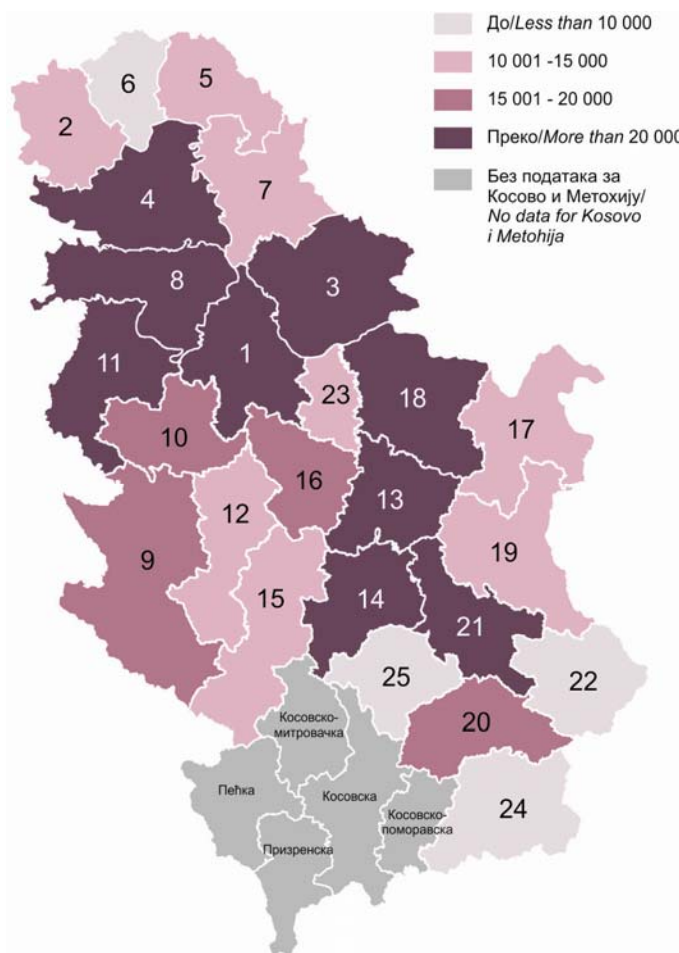 До/Less than 10 000
10 001 -15 000
15 001 - 20 000
Преко/More than 20 000
Без података за
Косово и Метохију/
No data for Kosovo
i Metohija
6
5
2
7
4
8
3
1
11
23
18
17
10
16
13
12
9
19
15
14
21
25
22
20
Косовско-
митровачка
Пећка
Косовска
Косовско-
поморавска
24
Призренска